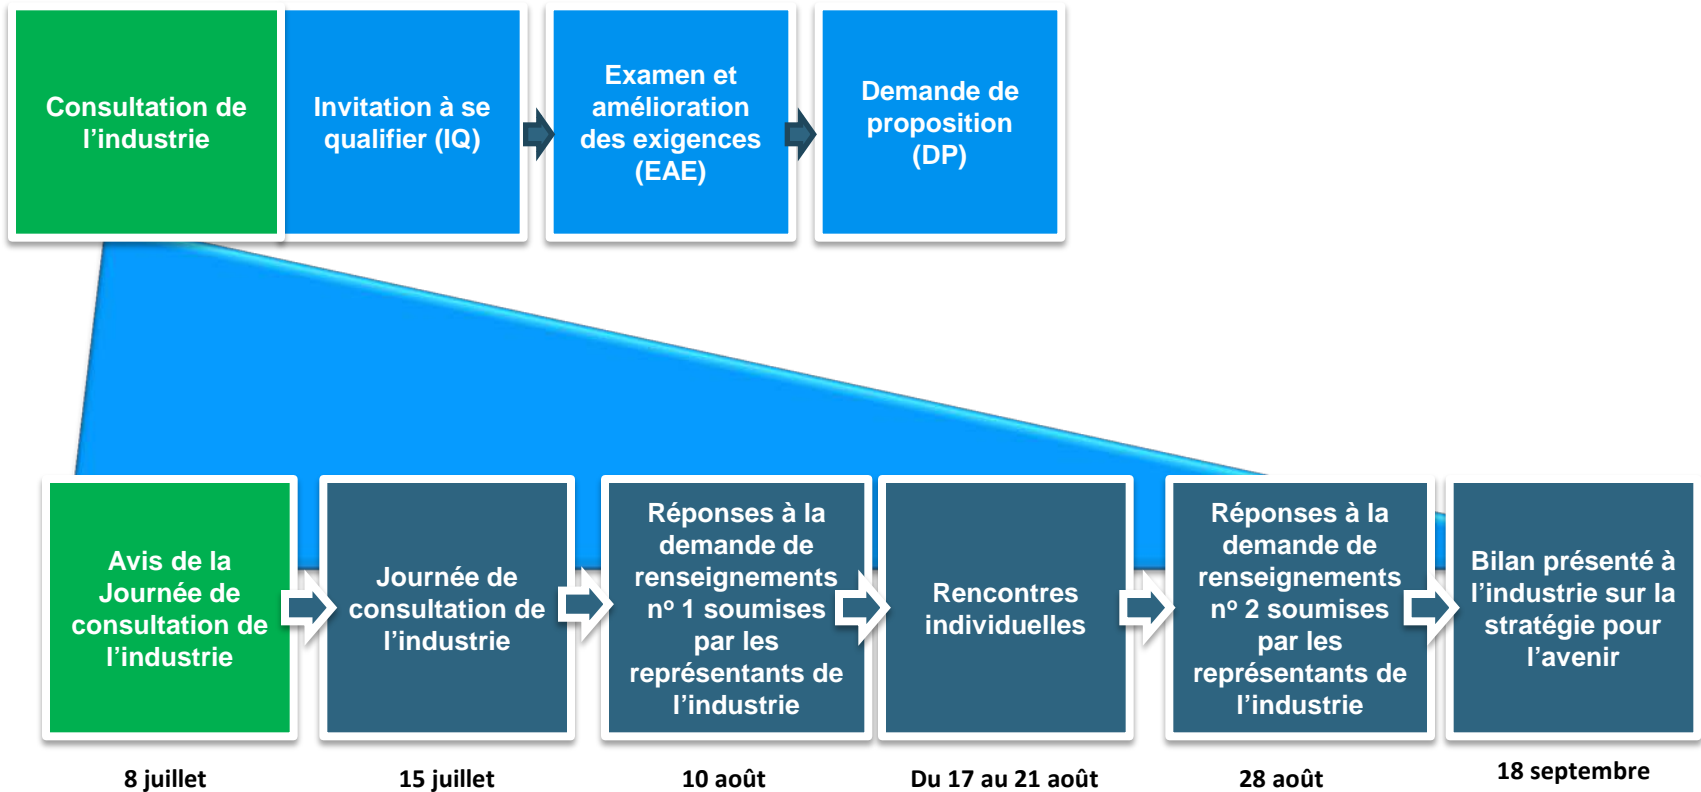 Consultation de
l’industrie
Invitation à se
qualifier (IQ)
Examen et
amélioration
des exigences
(EAE)
Demande de
proposition
(DP)
Avis de la
Journée de
consultation de
l’industrie
Journée de
consultation de
l’industrie
Réponses à la
demande de
renseignements
nº 1 soumises
par les
représentants de
l’industrie
Rencontres
individuelles
Réponses à la
demande de
renseignements
nº 2 soumises
par les
représentants de
l’industrie
Bilan présenté à
l’industrie sur la
stratégie pour
l’avenir
8 juillet
15 juillet
10 août
Du 17 au 21 août
28 août
18 septembre